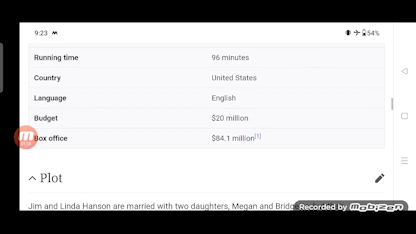 9:23 M 54%
Running time 96 minutes
Country United States
Language English
Budget $20 million
Box office $84.1 million[1]
Plot
Jim and Linda Hanson are married with two daughters, Megan and
Recorded by Mobizen